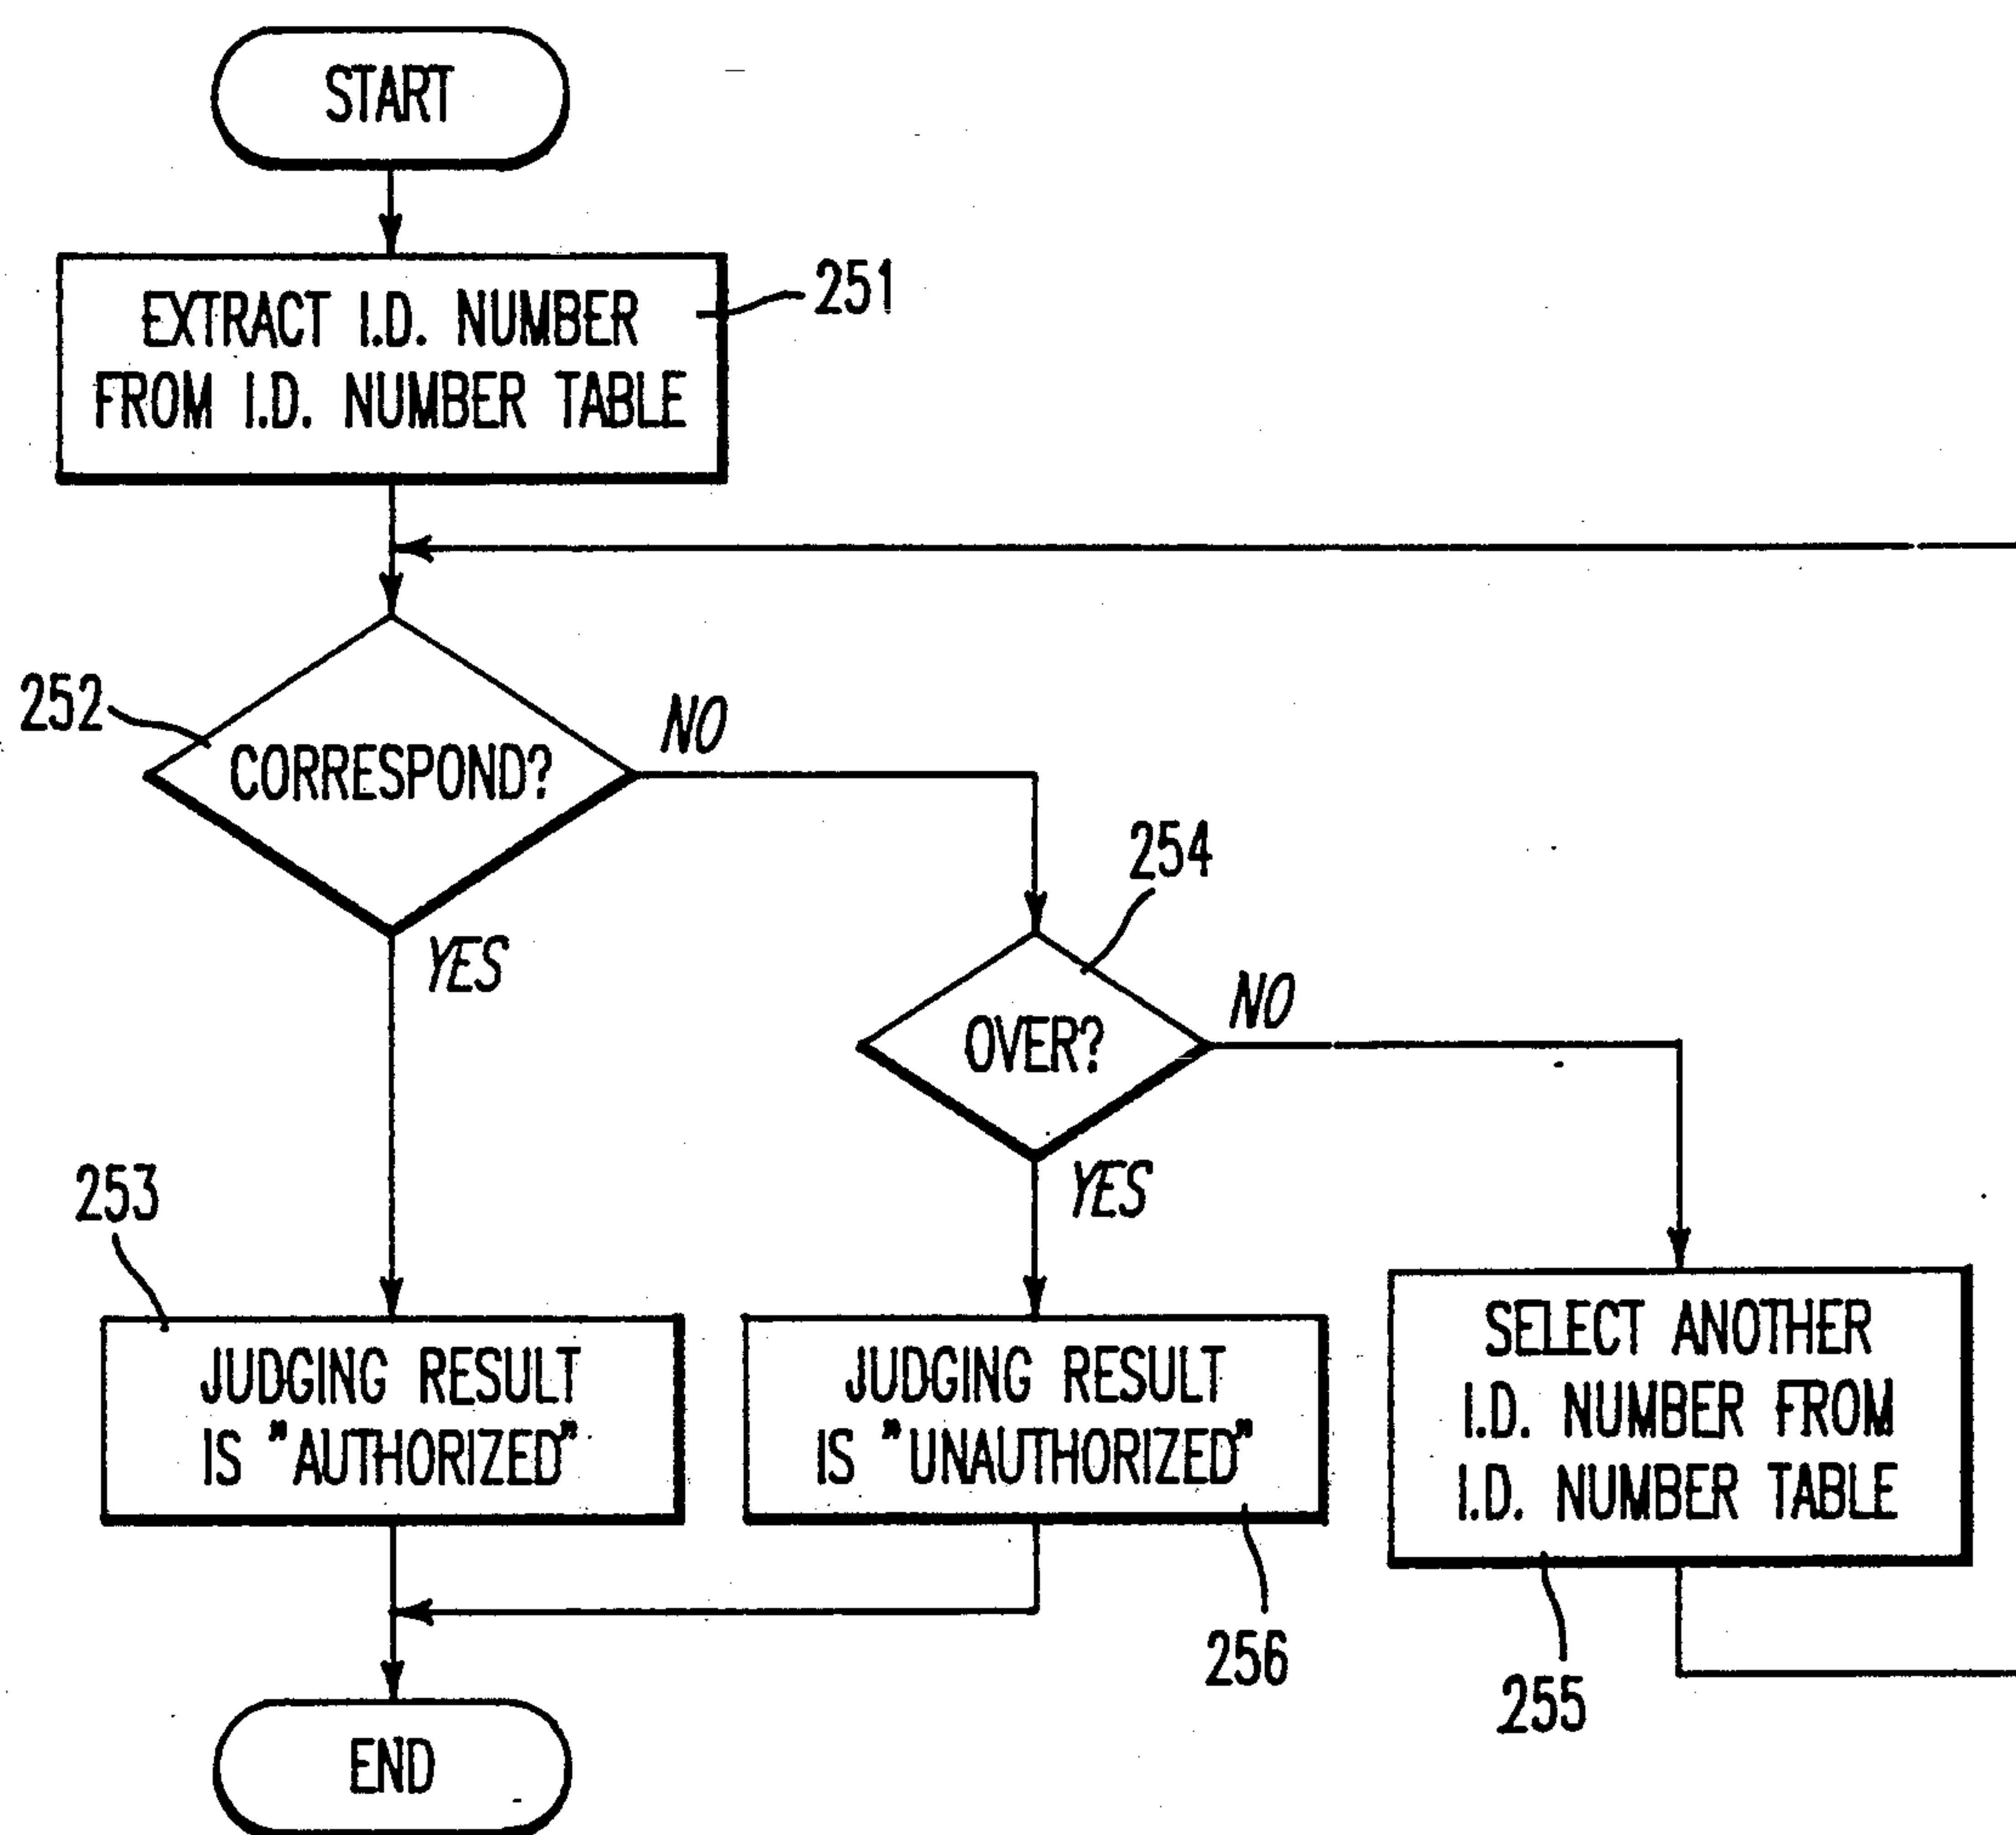 START
EXTRACT I.D. NUMBER
FROM I.D. NUMBER TABLE
251
252
CORRESPOND?
NO
YES
254
OVER?
NO
YES
253
JUDGING RESULT
IS "AUTHORIZED"
JUDGING RESULT
IS "UNAUTHORIZED"
256
SELECT ANOTHER
I.D. NUMBER FROM
I.D. NUMBER TABLE
255
END